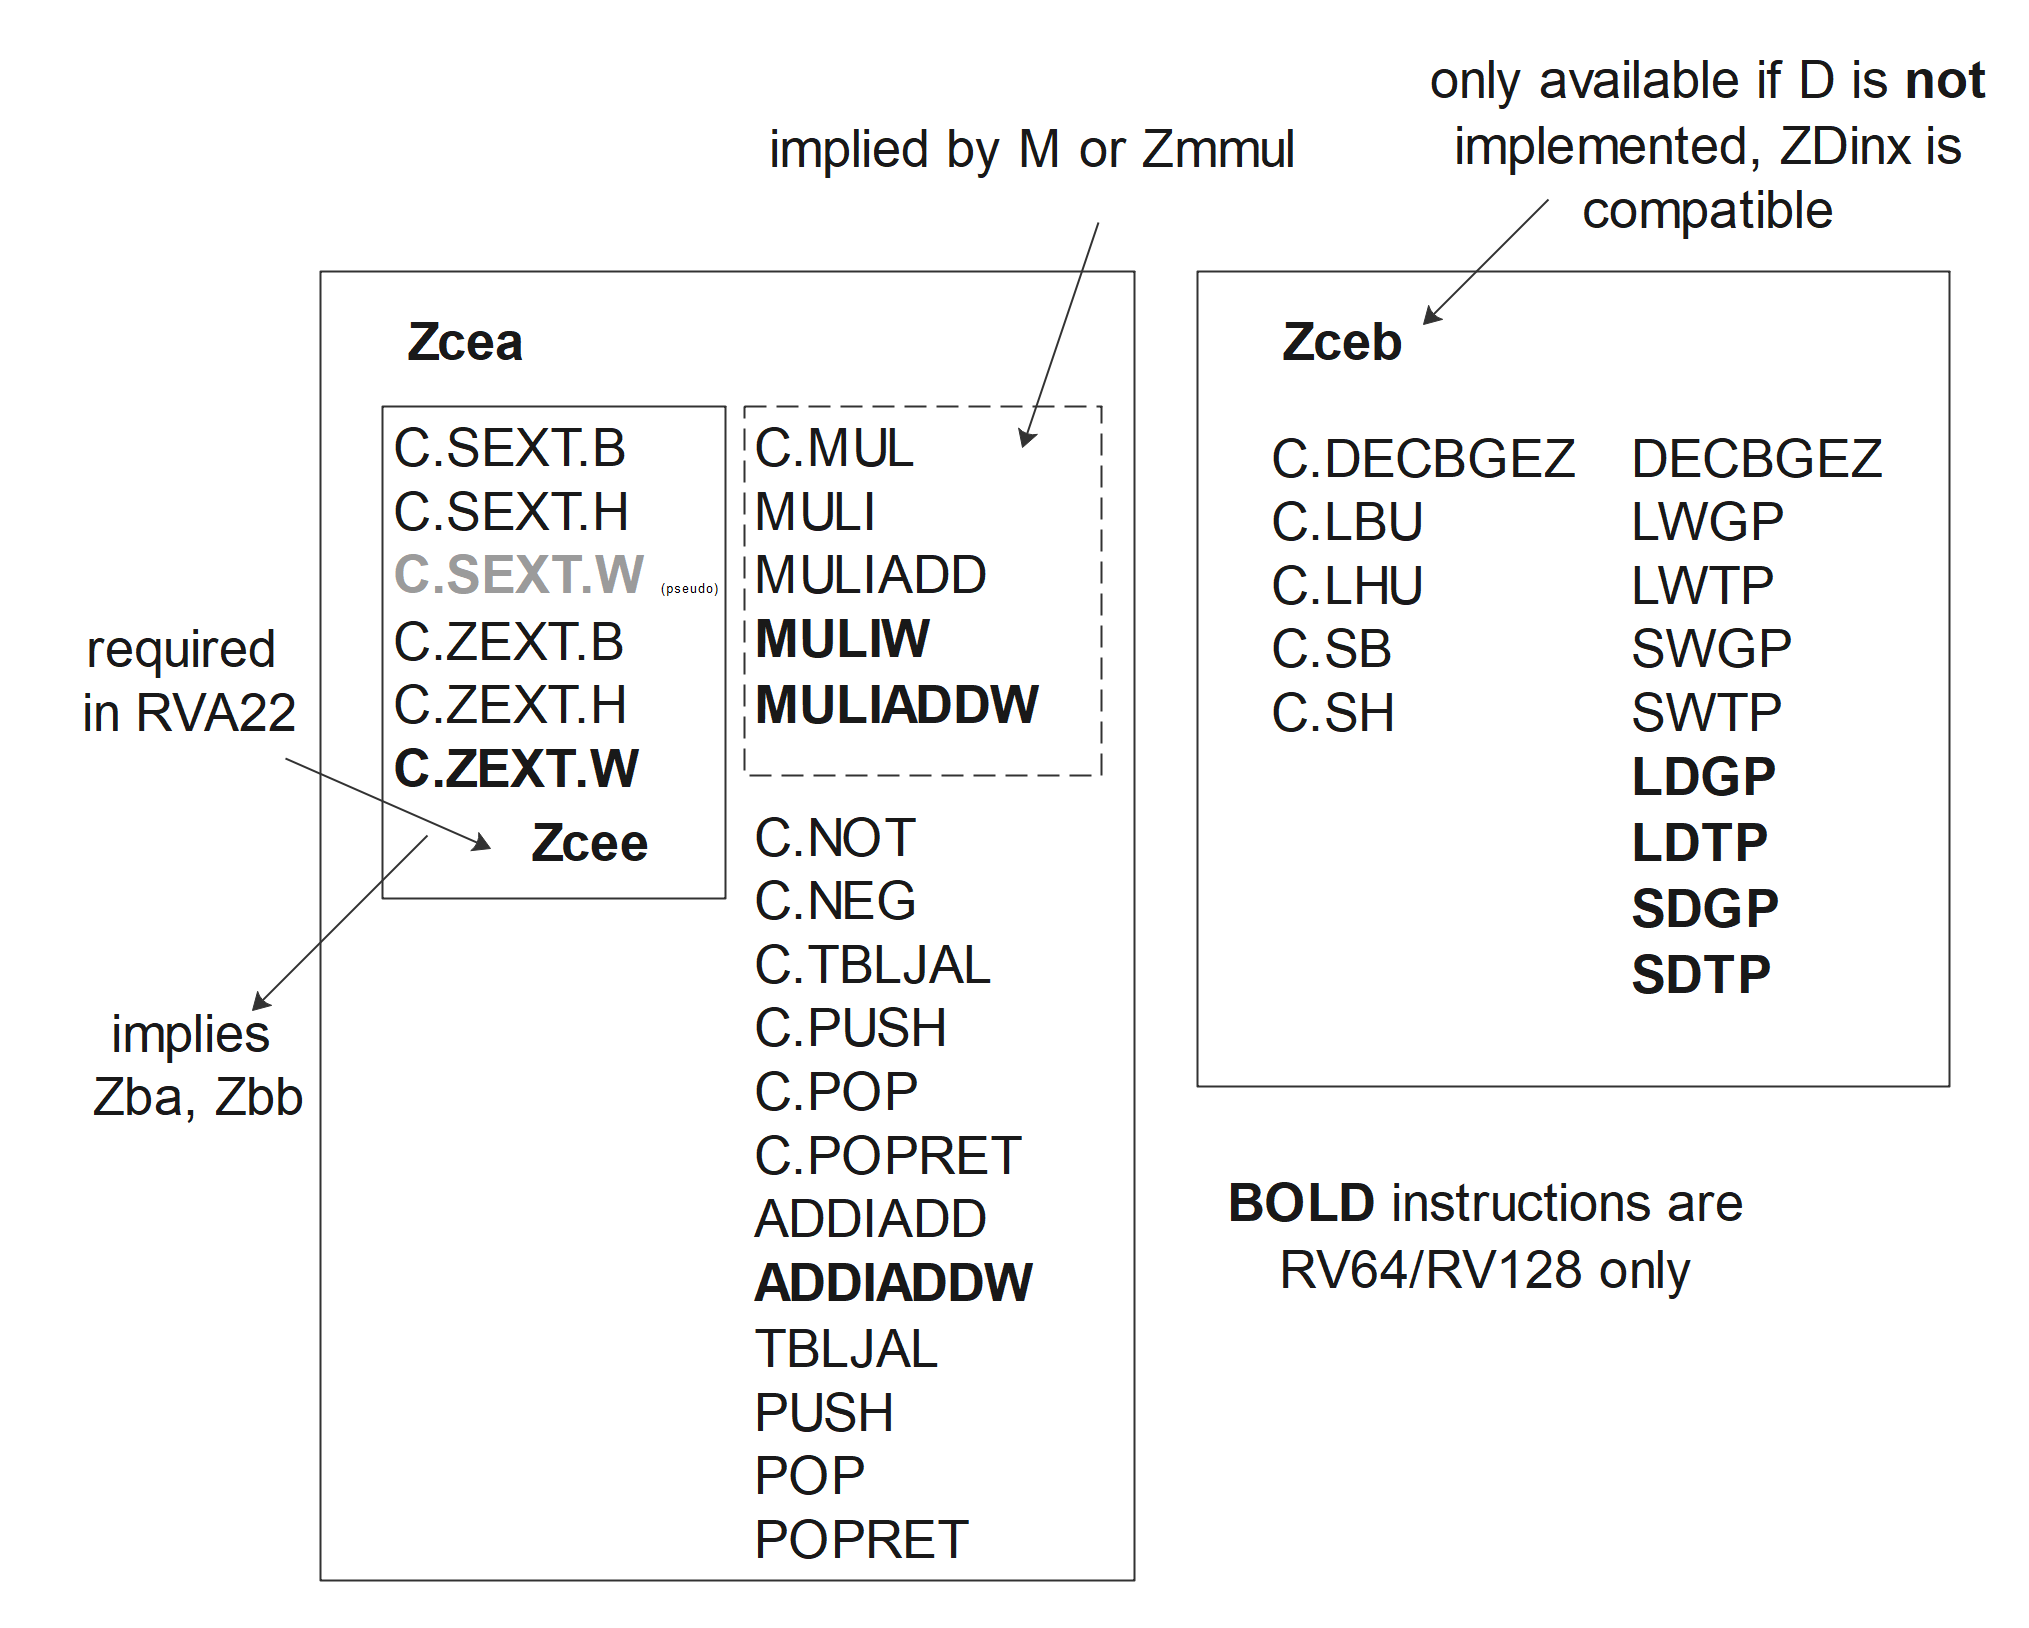 only available if D is not
implemented, ZDinx is
compatible
implied by M or Zmmul
Zcea
C.SEXT.B
C.SEXT.H
C.SEXT.W (pseudo)
C.ZEXT.B
C.ZEXT.H
C.ZEXT.W
Zcee
required
in RVA22
implies
Zba, Zbb
C.MUL
MULI
MULIADD
MULIW
MULIADDW
C.NOT
C.NEG
C.TBLJAL
C.PUSH
C.POP
C.POPRET
ADDIADD
ADDIADDW
TBLJAL
PUSH
POP
POPRET
Zceb
C.DECBGEZ
C.LBU
C.LHU
C.SB
C.SH
DECBGEZ
LWGP
LWTP
SWGP
SWTP
LDGP
LDTP
SDGP
SDTP
BOLD instructions are
RV64/RV128 only